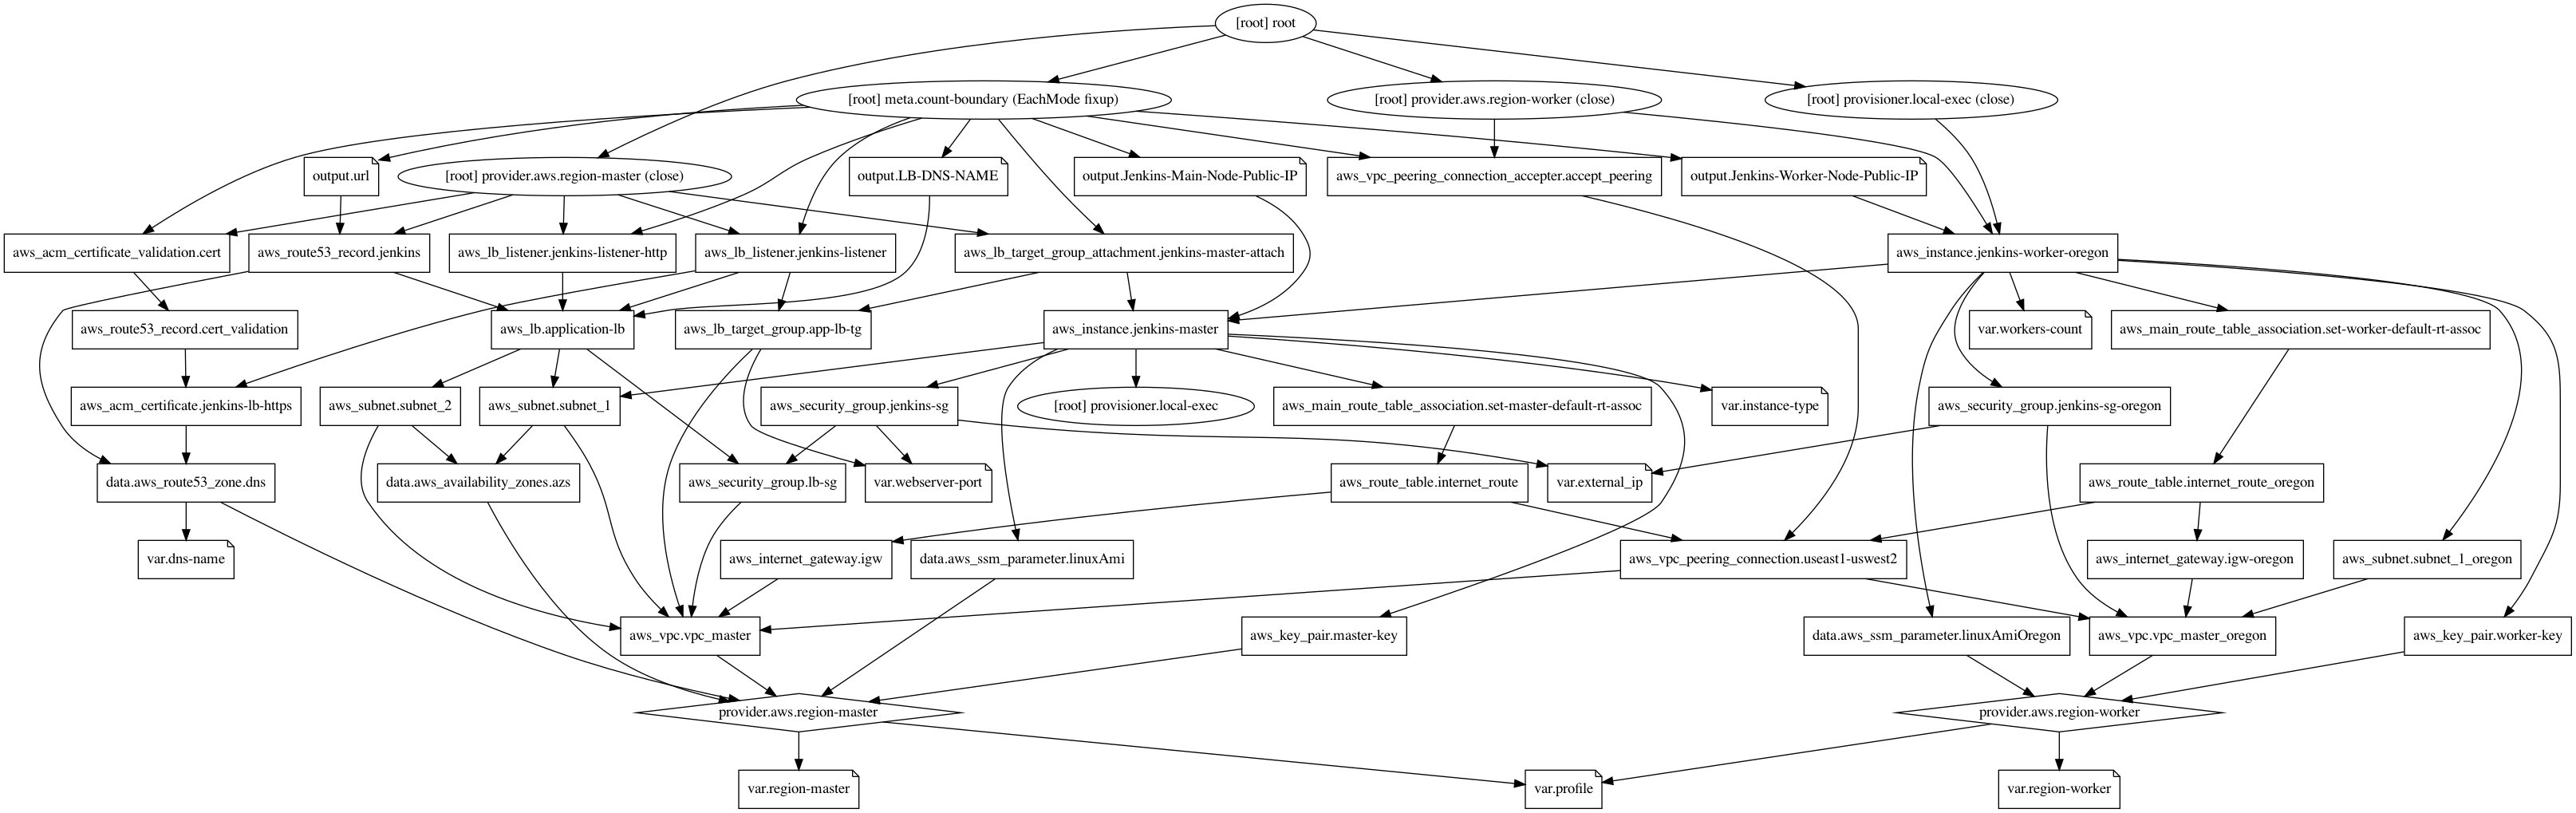 [root] root
[root] meta.count-boundary (EachMode fixup)
[root] provider.aws.region-worker (close)
[root] provisioner.local-exec (close)
output.url
[root] provider.aws.region-master (close)
output.LB-DNS-NAME
output.Jenkins-Main-Node-Public-IP
aws_vpc_peering_connection_accepter.accept_peering
output.Jenkins-Worker-Node-Public-IP
aws_acm_certificate_validation.cert
aws_route53_record.jenkins
aws_lb_listener.jenkins-listener-http
aws_lb_listener.jenkins-listener
aws_lb_target_group_attachment.jenkins-master-attach
aws_instance.jenkins-worker-oregon
aws_route53_record.cert_validation
aws_lb.application-lb
aws_lb_target_group.app-lb-tg
aws_instance.jenkins-master
var.workers-count
aws_main_route_table_association.set-worker-default-rt-assoc
aws_acm_certificate.jenkins-lb-https
aws_subnet.subnet_2
aws_subnet.subnet_1
aws_security_group.jenkins-sg
[root] provisioner.local-exec
aws_main_route_table_association.set-master-default-rt-assoc
var.instance-type
aws_security_group.jenkins-sg-oregon
data.aws_route53_zone.dns
data.aws_availability_zones.azs
aws_security_group.lb-sg
var.webserver-port
aws_route_table.internet_route
var.external_ip
aws_route_table.internet_route_oregon
var.dns-name
aws_internet_gateway.igw
data.aws_ssm_parameter.linuxAmi
aws_vpc_peering_connection.useast1-uswest2
aws_internet_gateway.igw-oregon
aws_subnet.subnet_1_oregon
aws_vpc.vpc_master
aws_key_pair.master-key
data.aws_ssm_parameter.linuxAmiOregon
aws_vpc.vpc_master_oregon
aws_key_pair.worker-key
provider.aws.region-master
provider.aws.region-worker
var.region-master
var.profile
var.region-worker